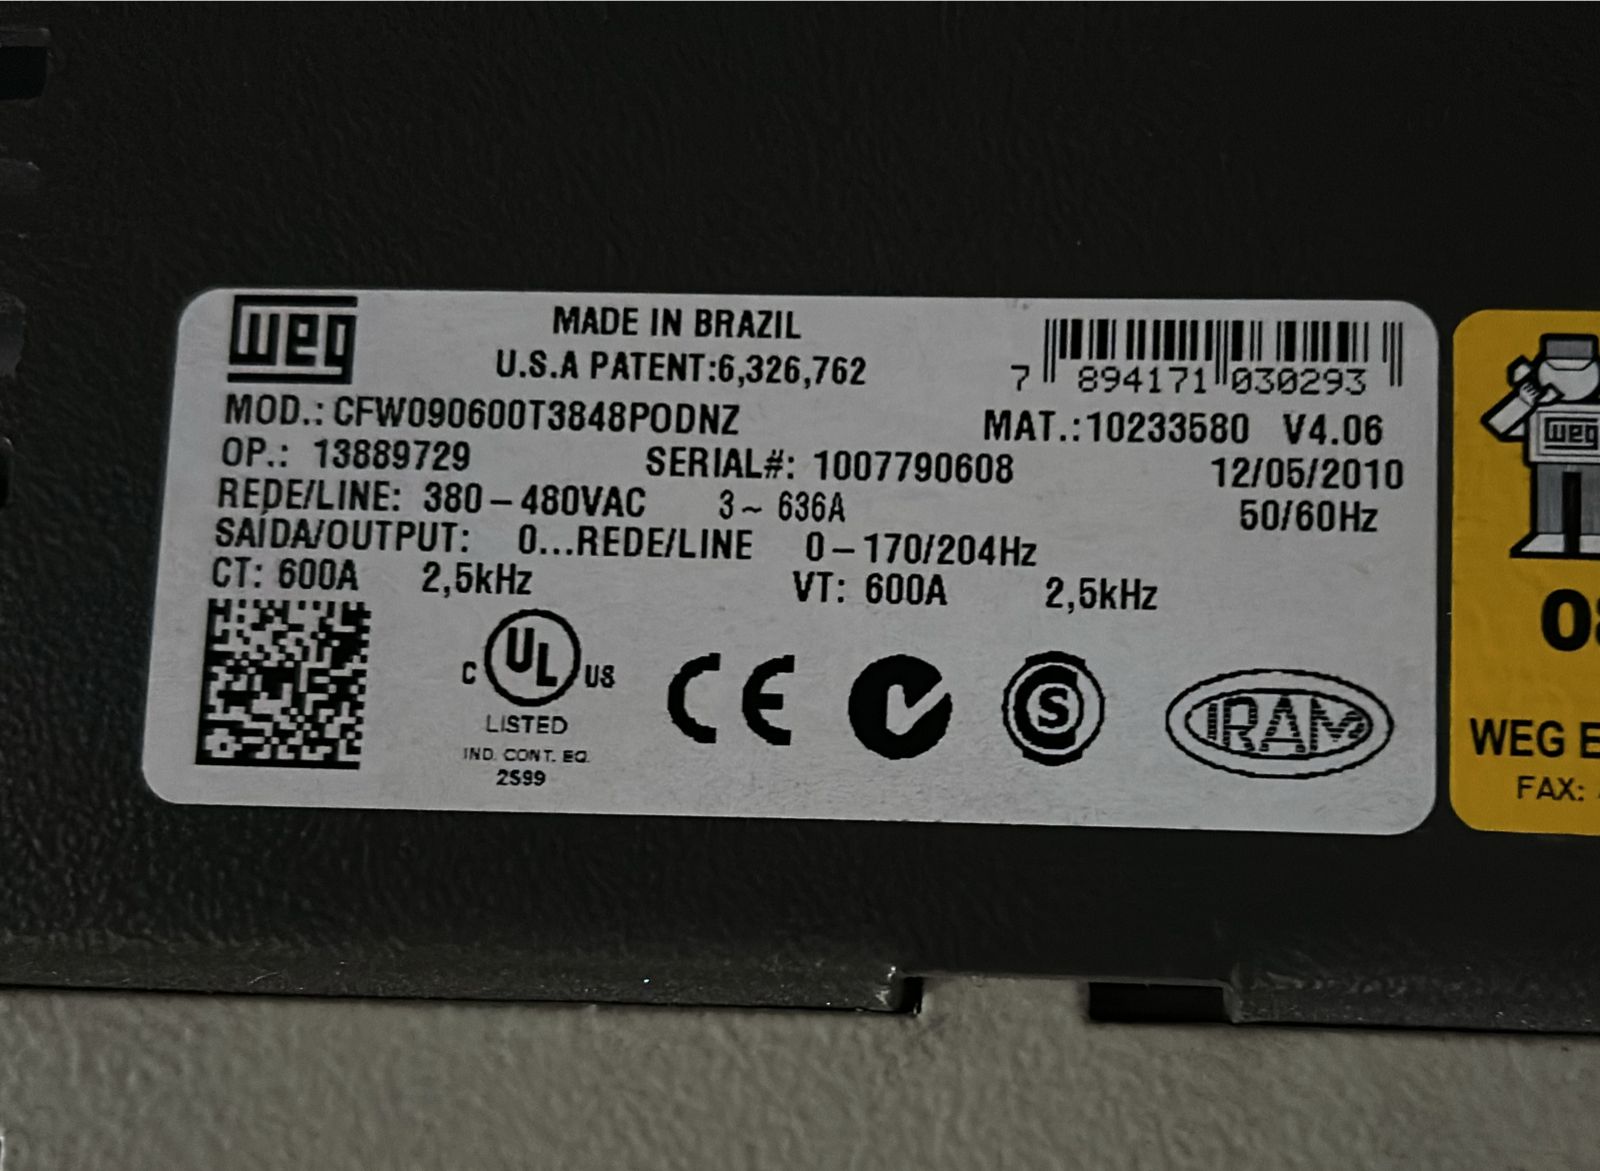 weg
MADE IN BRAZIL
U.S.A PATENT:6,326,762
7 894171 030293
MOD.: CFW090600T3848PODNZ
MAT.:10233580 V4.06
OP.: 13889729 SERIAL#: 1007790608 12/05/2010
REDE/LINE: 380-480VAC 3~ 636A 50/60Hz
SAÍDA/OUTPUT: 0...REDE/LINE 0-170/204Hz
CT: 600A 2,5kHz VT: 600A 2,5kHz
C UL US
LISTED
IND. CONT. EQ.
2S99
CE
S
IRAM
weg
08
WEG E
FAX: